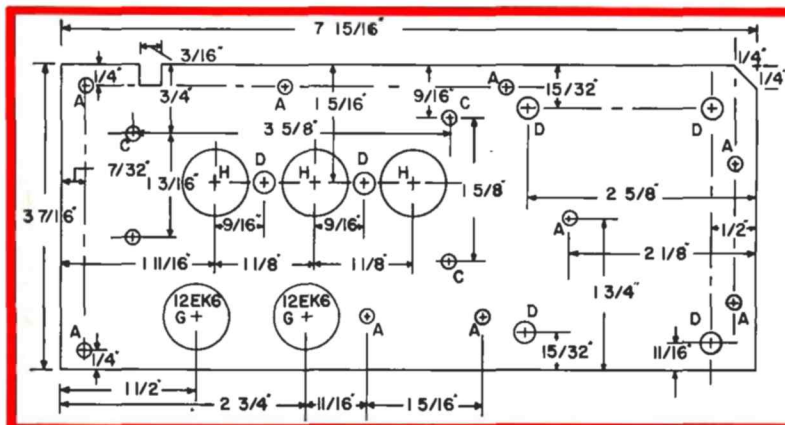 7 15/16"
3/16"
1/4"
1/4"
1/4"
A
3/4"
A
1 5/16"
9/16"
A
15/32"
C
D
D
C
3 5/8"
A
7/32"
1 3/16"
H
D
H
D
H
1 5/8"
2 5/8"
3 7/16"
9/16"
9/16"
A
1/2"
1 11/16"
1 1/8"
1 1/8"
C
2 1/8"
1 3/4"
12EK6
G
12EK6
G
A
A
D
D
A
A
1/4"
15/32"
11/16"
1 1/2"
2 3/4"
11/16"
1 5/16"